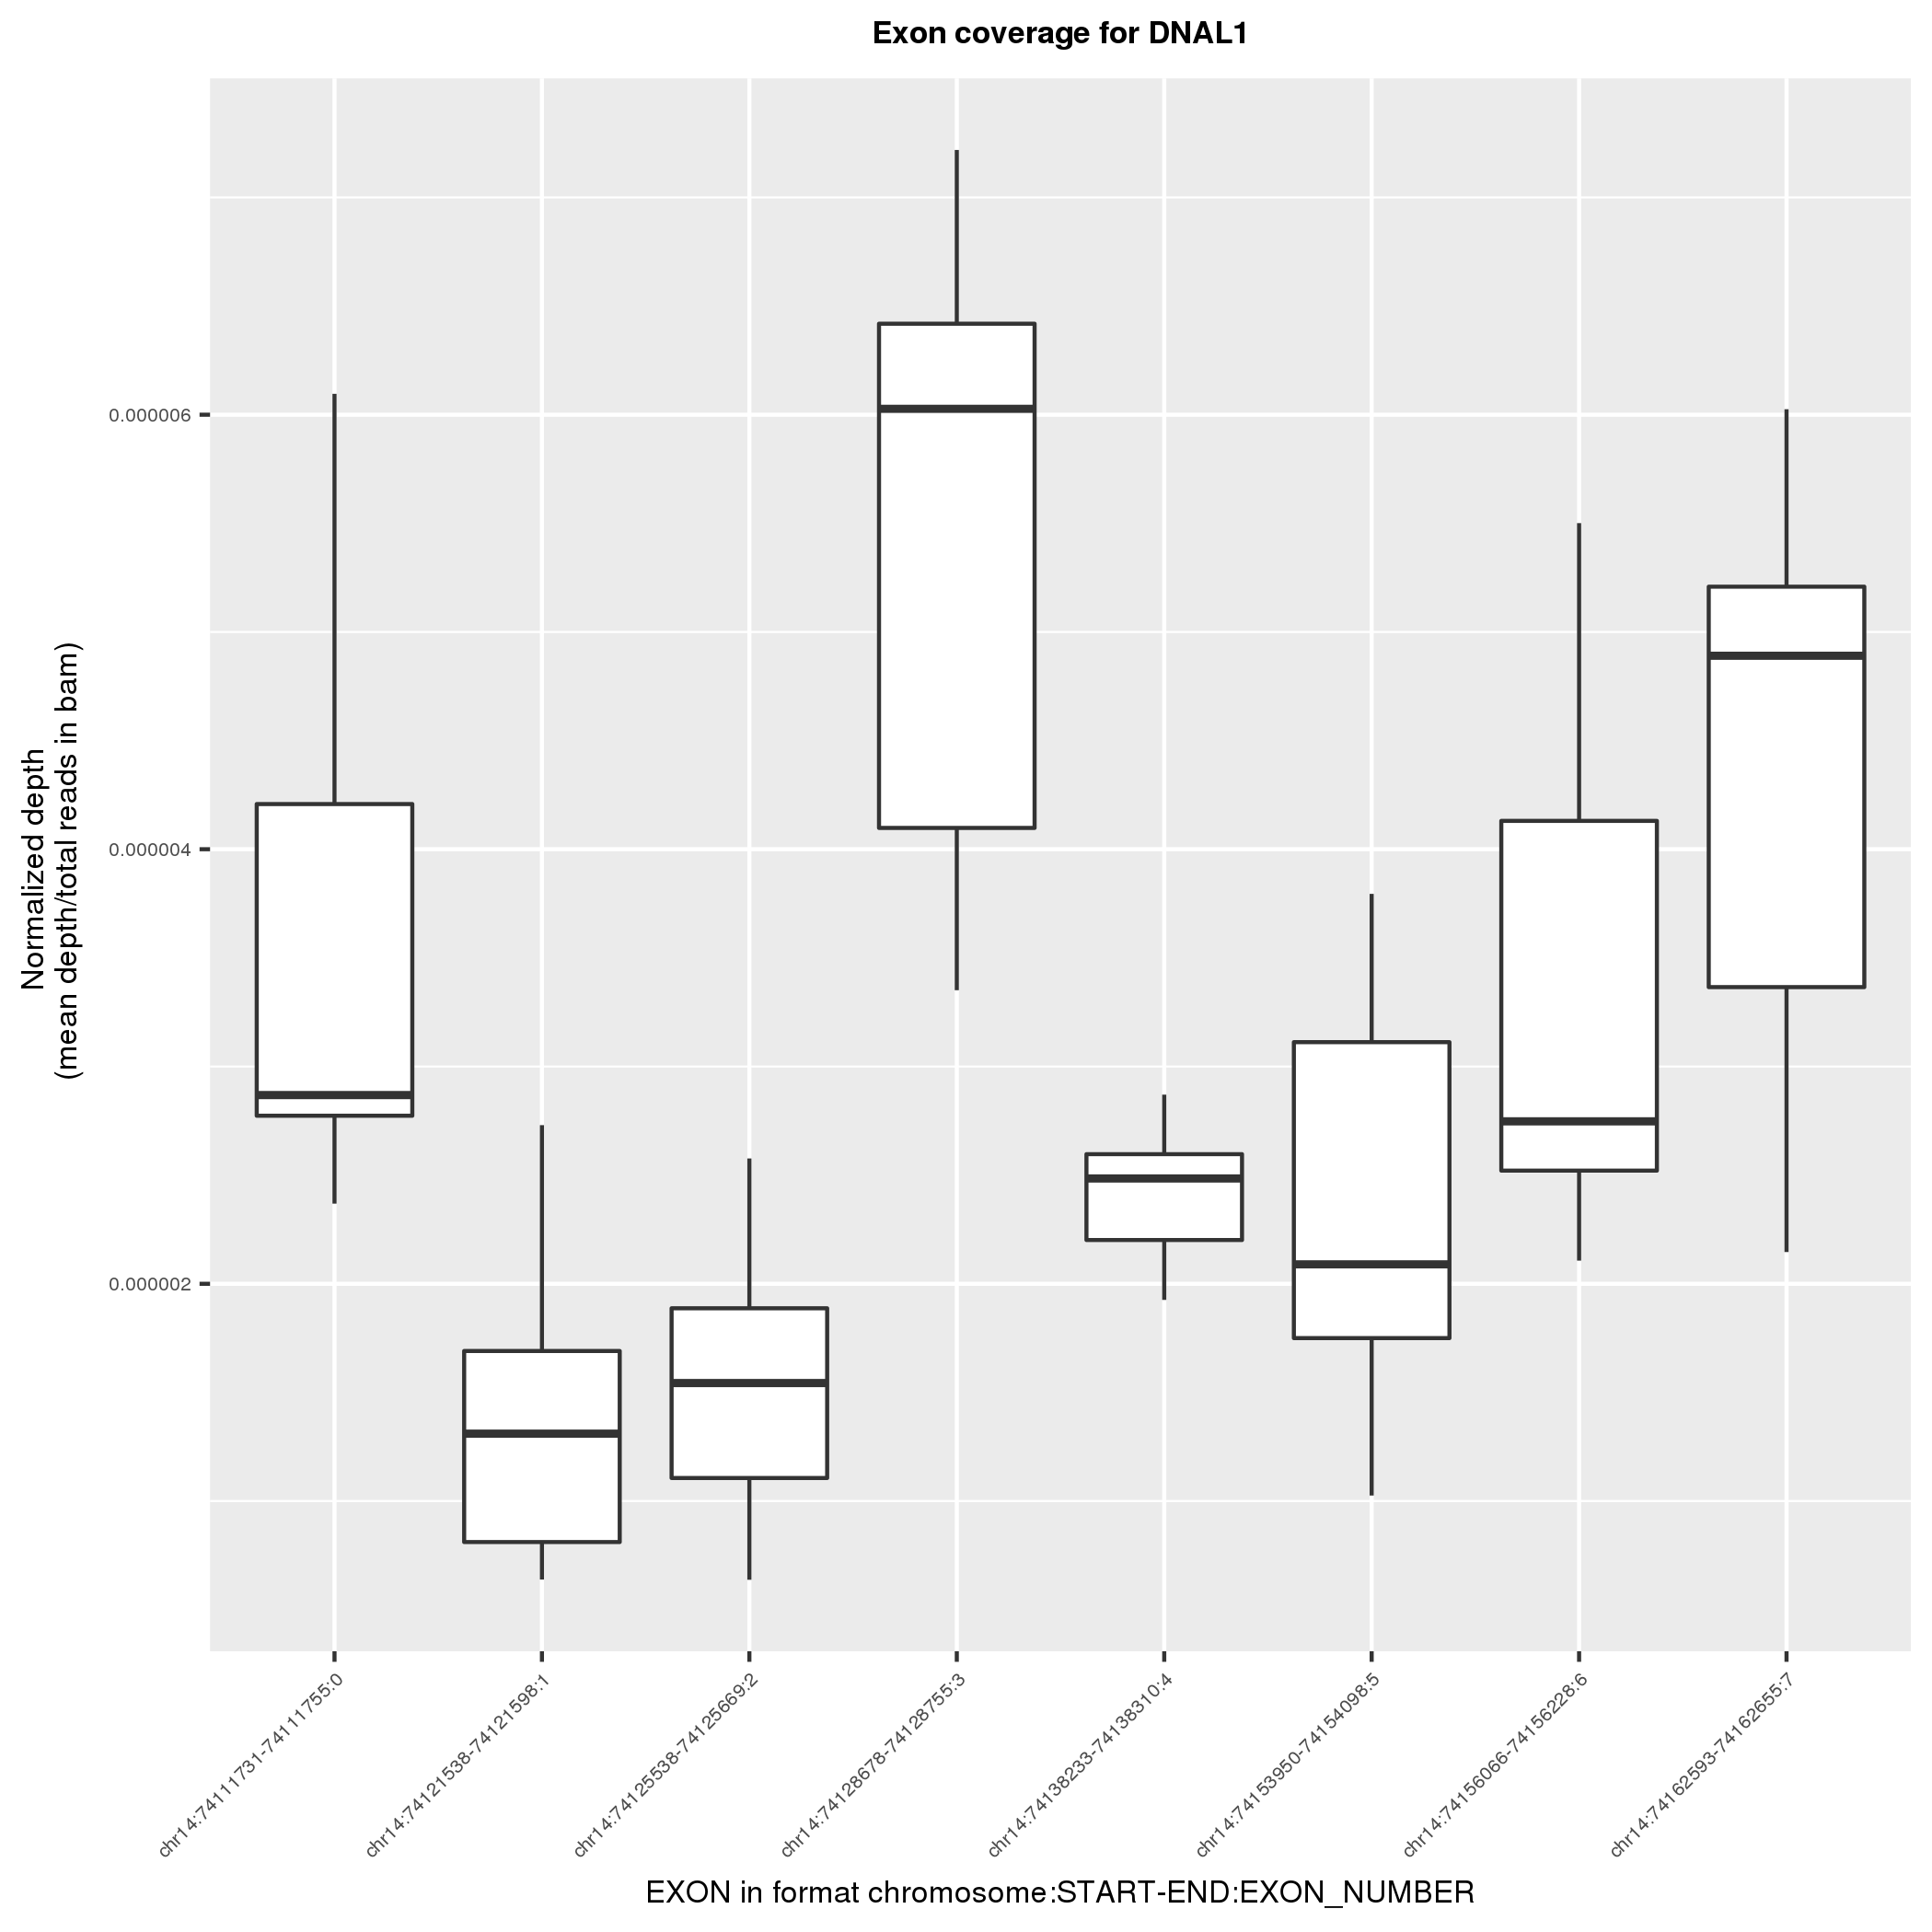 Exon coverage for DNAL1
Normalized depth
(mean depth/total reads in bam)
0.000006
0.000004
0.000002
chr14:74111731-74111755:0
chr14:74121538-74121598:1
chr14:74125538-74125669:2
chr14:74128678-74128755:3
chr14:74138233-74138310:4
chr14:74153950-74154098:5
chr14:74156066-74156228:6
chr14:74162593-74162655:7
EXON in format chromosome:START-END:EXON_NUMBER